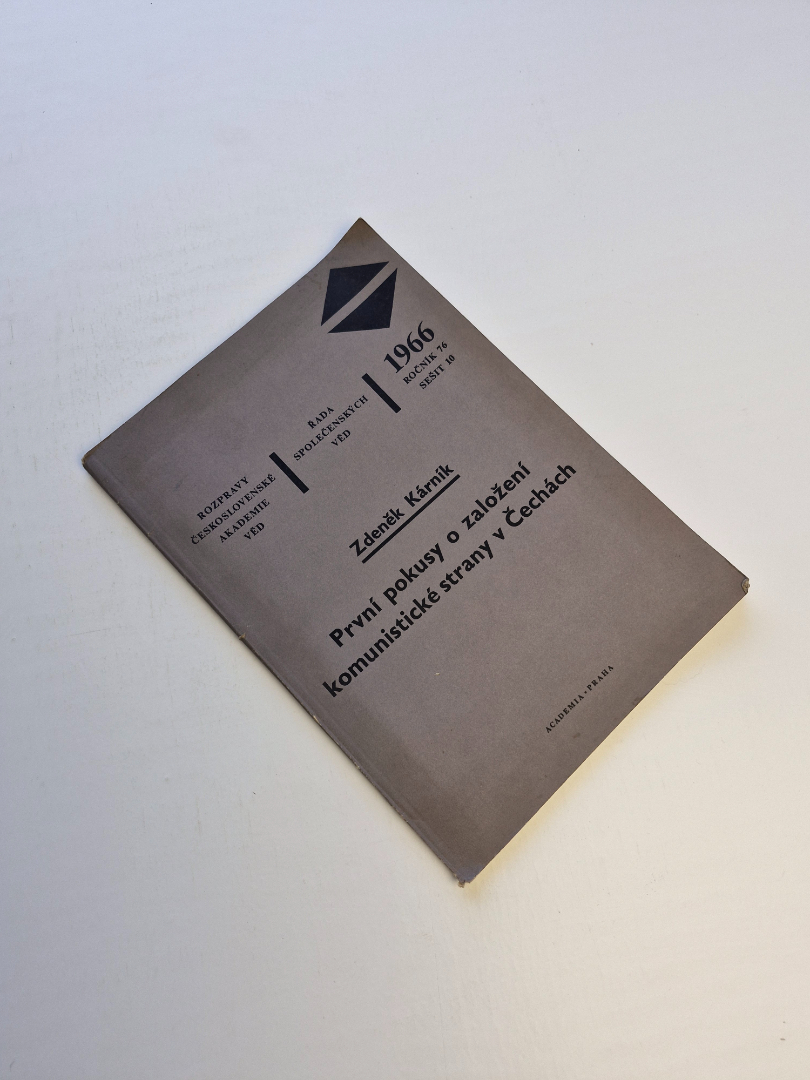 ROZPRAVY
ČESKOSLOVENSKÉ
AKADEMIE
VĚD
ŘADA
SPOLEČENSKÝCH
VĚD
1966
ROČNÍK 76
SEŠIT 10
Zdeněk Kárník
První pokusy o založení
komunistické strany v Čechách
ACADEMIA · PRAHA